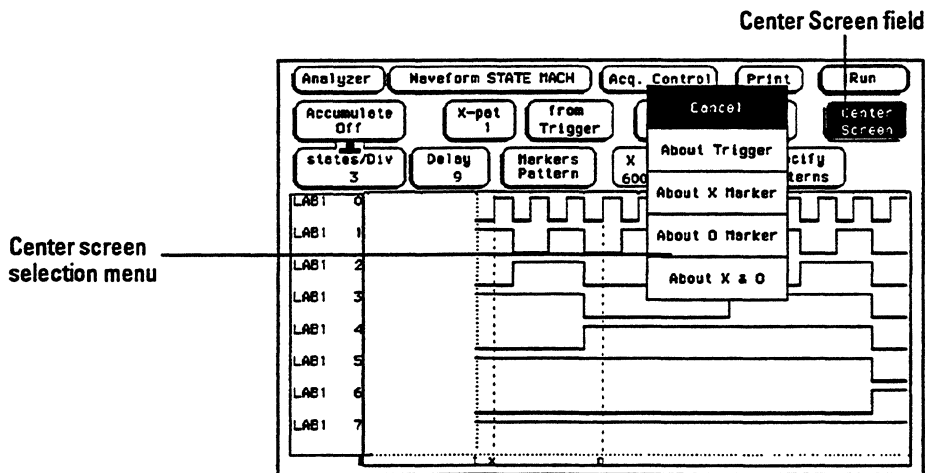 Center Screen field
Analyzer Waveform STATE MACH Acq. Control Print Run
Accumulate Off X-pat 1 from Trigger Center Screen
Cancel
About Trigger
About X Marker
About O Marker
About X & O
states/Div 3 Delay 9 Markers Pattern X 600
LAB1 0
LAB1 1
LAB1 2
LAB1 3
LAB1 4
LAB1 5
LAB1 6
LAB1 7
Center screen
selection menu
T X O